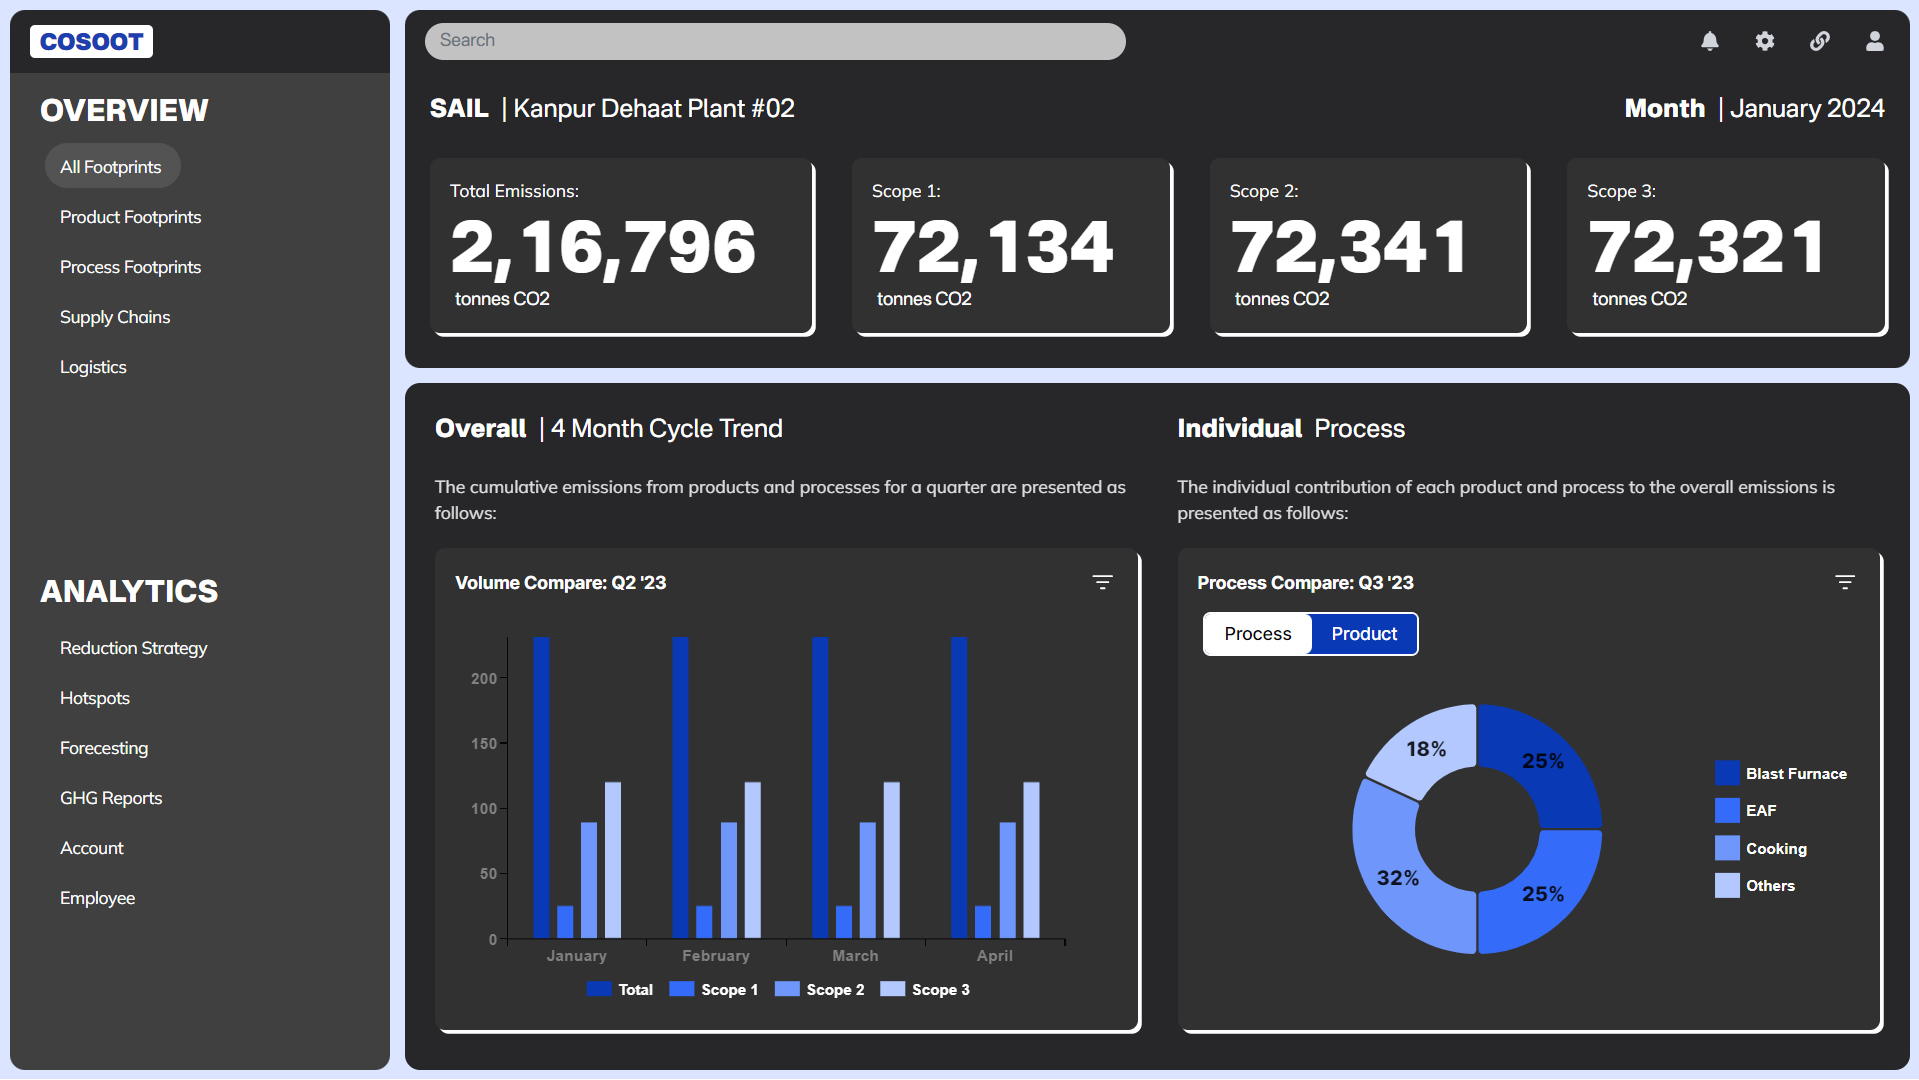 COSOOT
OVERVIEW
All Footprints
Product Footprints
Process Footprints
Supply Chains
Logistics
ANALYTICS
Reduction Strategy
Hotspots
Forecesting
GHG Reports
Account
Employee
Search
SAIL | Kanpur Dehaat Plant #02
Month | January 2024
Total Emissions:
2,16,796
tonnes CO2
Scope 1:
72,134
tonnes CO2
Scope 2:
72,341
tonnes CO2
Scope 3:
72,321
tonnes CO2
Overall | 4 Month Cycle Trend
The cumulative emissions from products and processes for a quarter are presented as
follows:
Volume Compare: Q2 '23
200
150
100
50
0
January February March April
Total Scope 1 Scope 2 Scope 3
Individual Process
The individual contribution of each product and process to the overall emissions is
presented as follows:
Process Compare: Q3 '23
Process Product
18%
25%
32%
25%
Blast Furnace
EAF
Cooking
Others